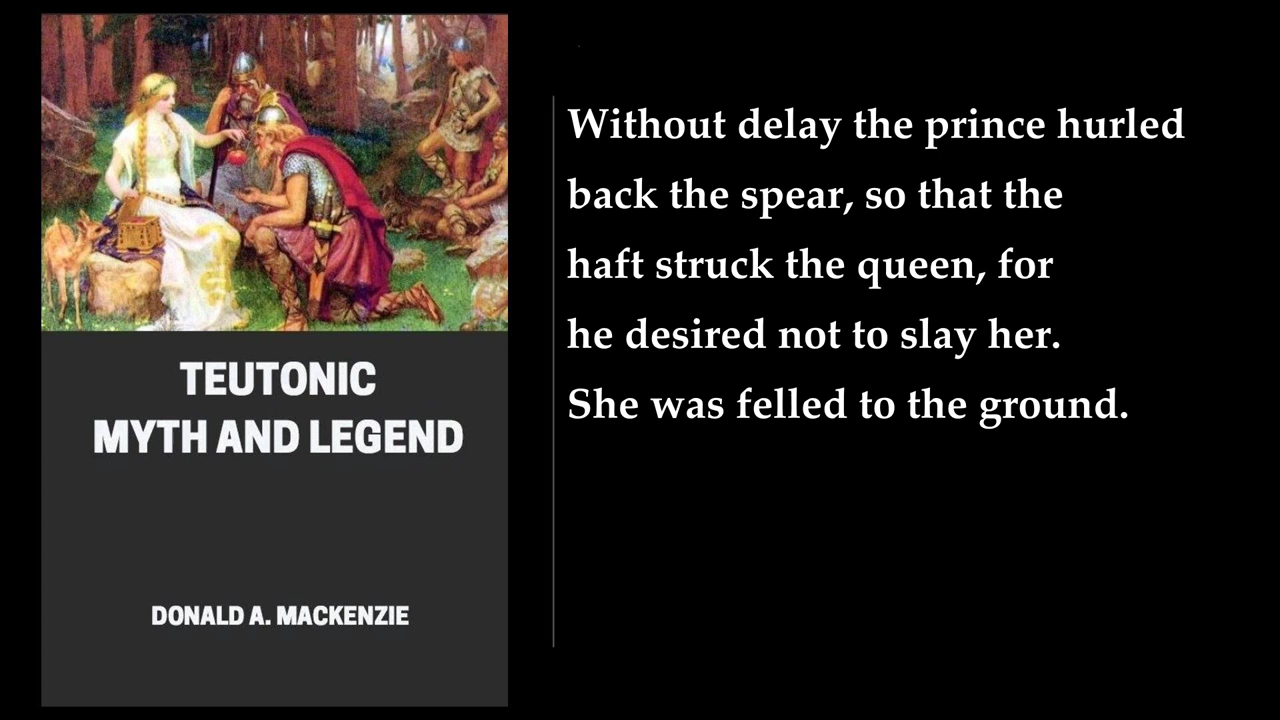 TEUTONIC
MYTH AND LEGEND
DONALD A. MACKENZIE
Without delay the prince hurled
back the spear, so that the
haft struck the queen, for
he desired not to slay her.
She was felled to the ground.